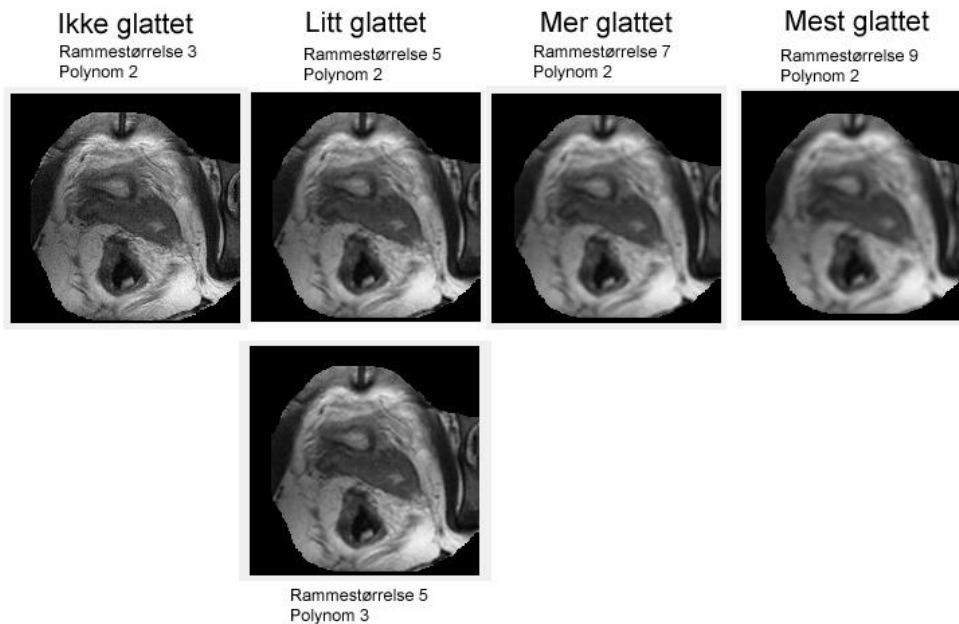 Ikke glattet
Rammestørrelse 3
Polynom 2
Litt glattet
Rammestørrelse 5
Polynom 2
Mer glattet
Rammestørrelse 7
Polynom 2
Mest glattet
Rammestørrelse 9
Polynom 2
Rammestørrelse 5
Polynom 3